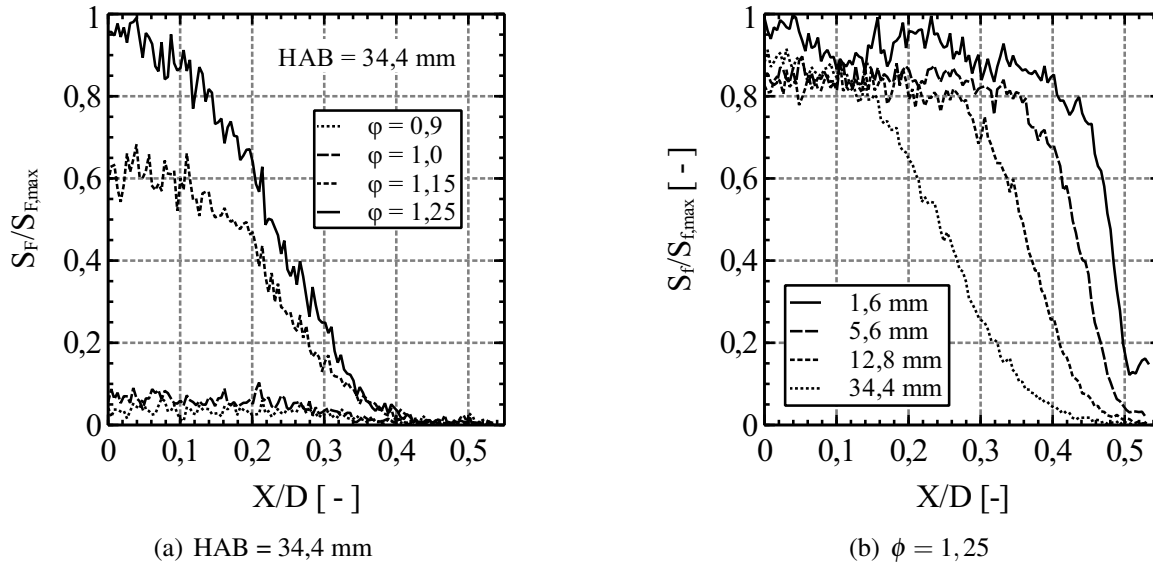 1
0,8
0,6
0,4
0,2
0
S_F/S_{F,max}
HAB = 34,4 mm
φ = 0,9
φ = 1,0
φ = 1,15
φ = 1,25
0 0,1 0,2 0,3 0,4 0,5
X/D [ - ]
(a) HAB = 34,4 mm
1
0,8
0,6
0,4
0,2
0
S_f/S_{f,max} [ - ]
1,6 mm
5,6 mm
12,8 mm
34,4 mm
0 0,1 0,2 0,3 0,4 0,5
X/D [-]
(b) ϕ = 1, 25